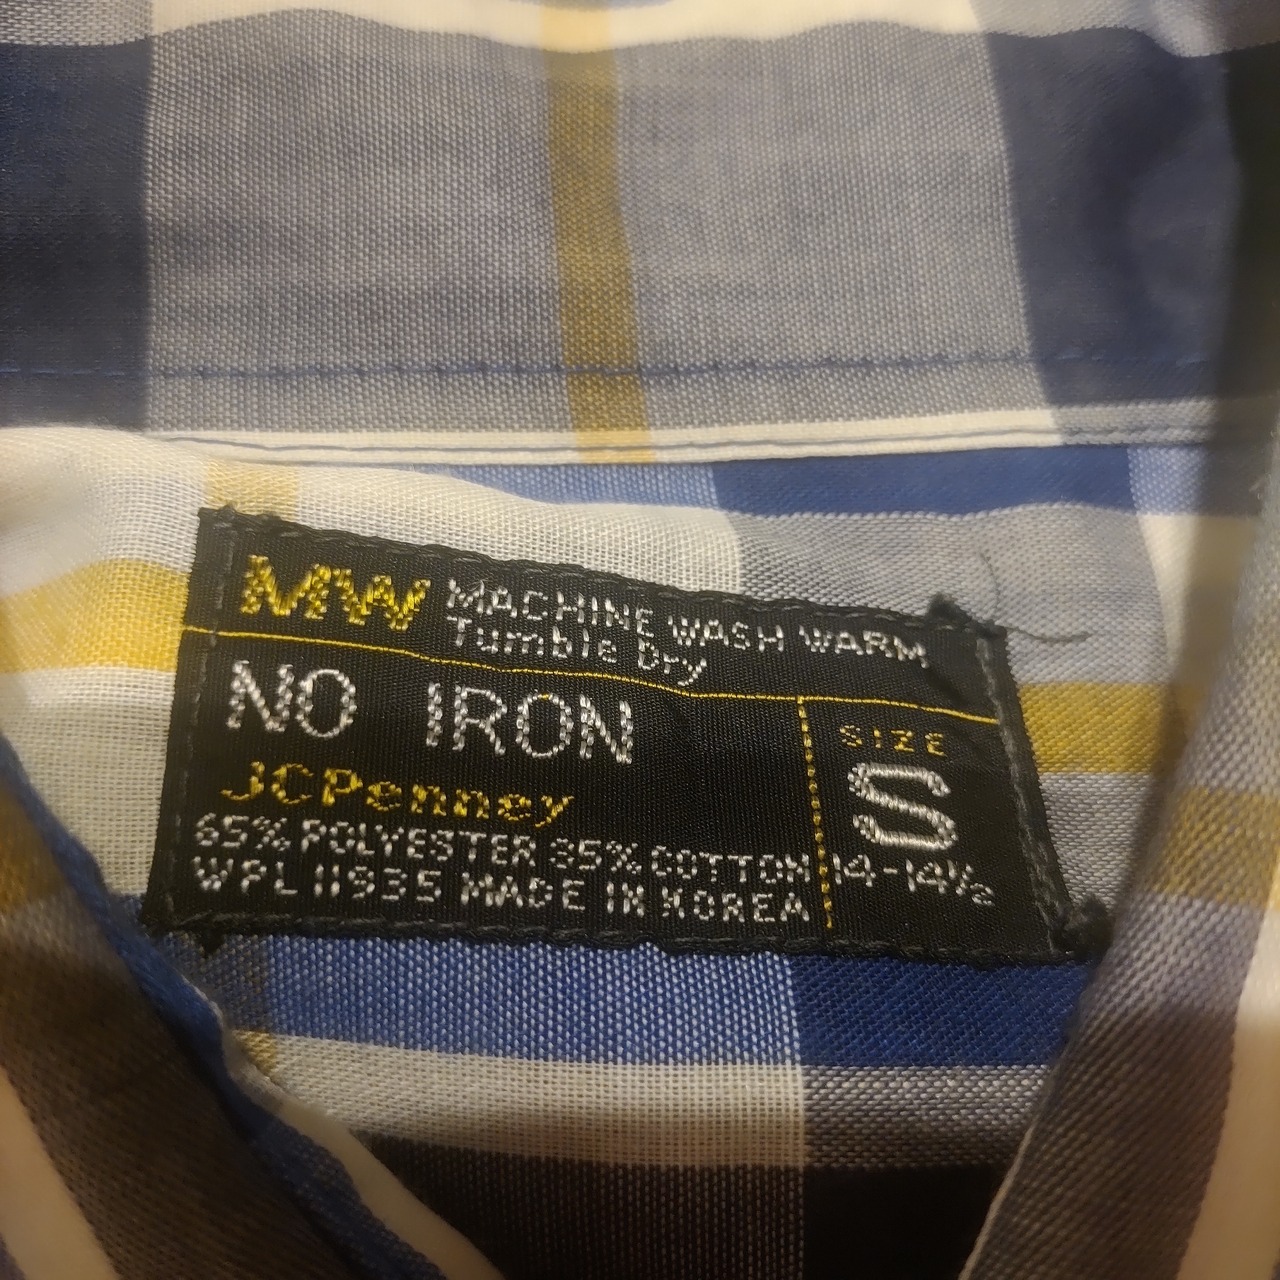 MW MACHINE WASH WARM
Tumble Dry
NO IRON
JCPenney
65% POLYESTER 35% COTTON
WPL 11935 MADE IN KOREA
SIZE
S
14-14½